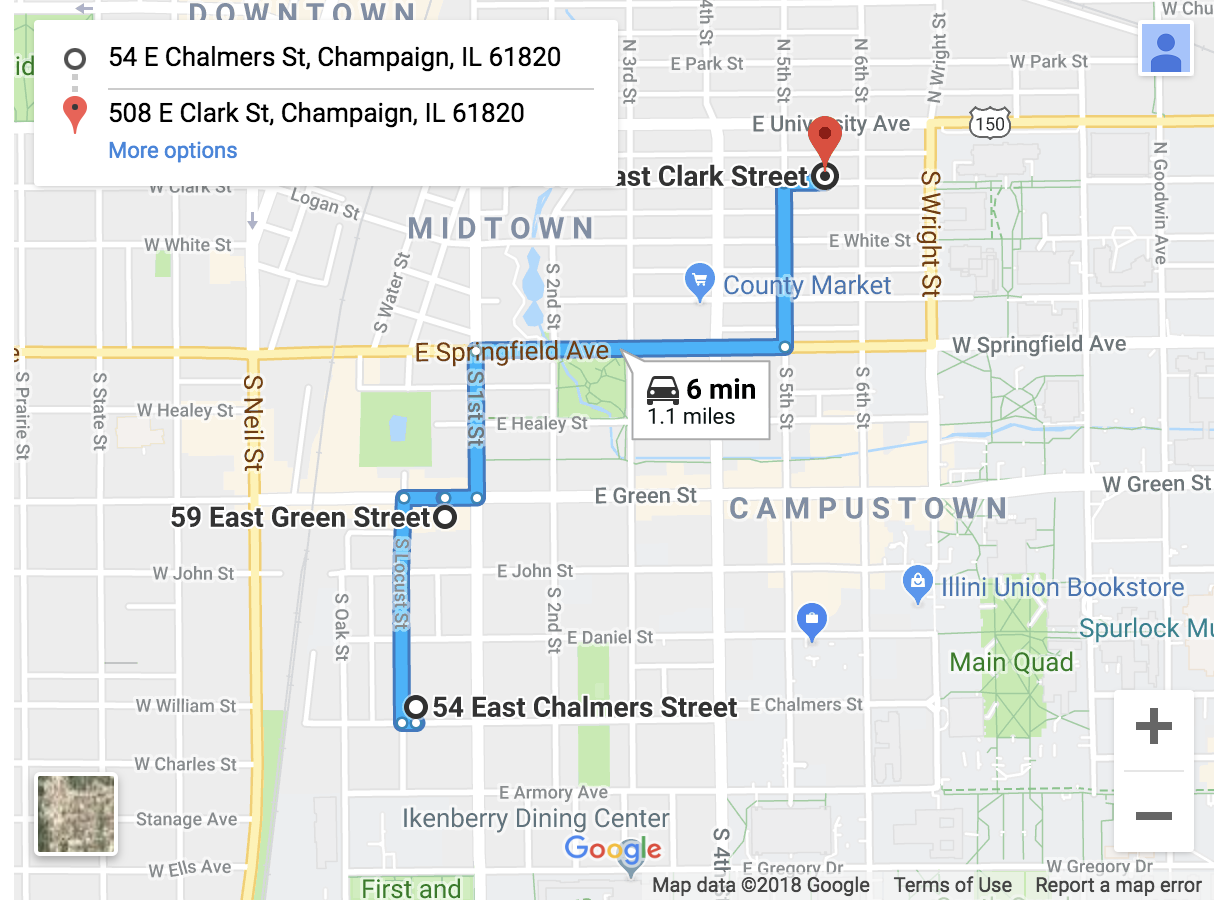 DOWNTOWN
W Chu
54 E Chalmers St, Champaign, IL 61820
508 E Clark St, Champaign, IL 61820
More options
id
N 3rd St
4th St
E Park St
N 5th St
N 6th St
N Wright St
W Park St
E University Ave
150
N Goodwin Ave
ast Clark Street
W Clark St
Logan St
MIDTOWN
W White St
E White St
S Wright St
S Water St
S 2nd St
County Market
E Springfield Ave
W Springfield Ave
6 min
1.1 miles
S Prairie St
S State St
S Neil St
S 1st St
S 5th St
S 6th St
W Healey St
E Healey St
E Green St
W Green St
CAMPUSTOWN
59 East Green Street
S Locust St
W John St
E John St
S Oak St
S 2nd St
Illini Union Bookstore
Spurlock Mu
E Daniel St
Main Quad
54 East Chalmers Street
W William St
E Chalmers St
W Charles St
E Armory Ave
Stanage Ave
Ikenberry Dining Center
S 4th
Google
W Ells Ave
E Gregory Dr
W Gregory Dr
First and
Map data ©2018 Google
Terms of Use
Report a map error